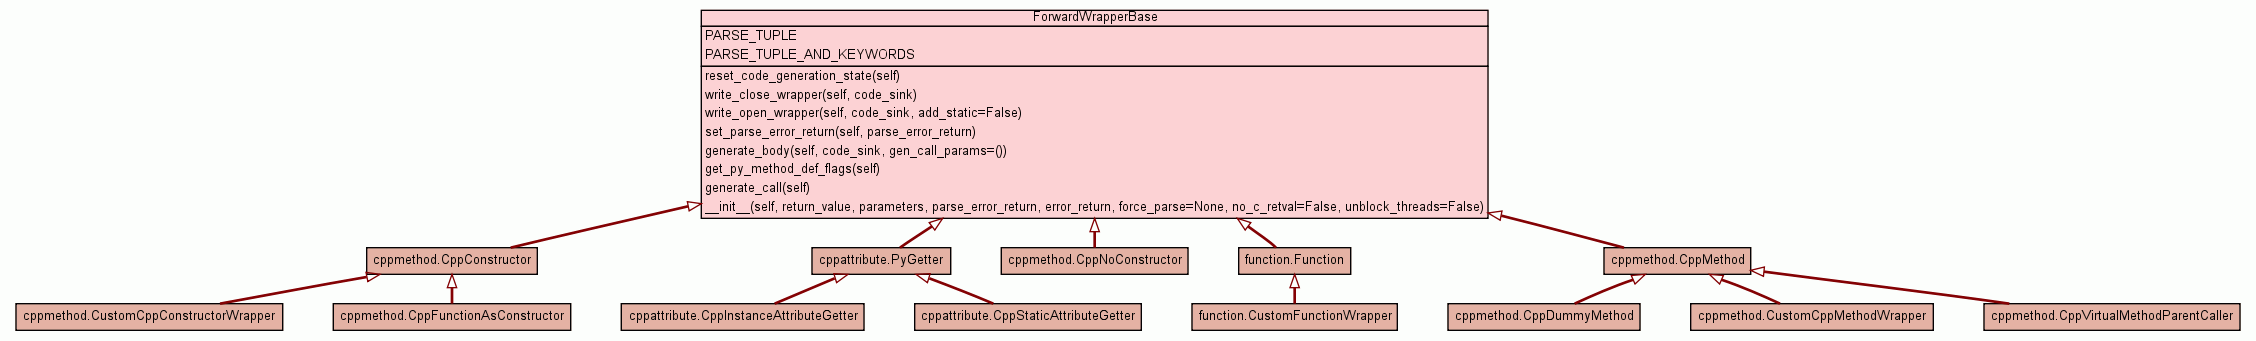 ForwardWrapperBase
PARSE_TUPLE
PARSE_TUPLE_AND_KEYWORDS
reset_code_generation_state(self)
write_close_wrapper(self, code_sink)
write_open_wrapper(self, code_sink, add_static=False)
set_parse_error_return(self, parse_error_return)
generate_body(self, code_sink, gen_call_params=())
get_py_method_def_flags(self)
generate_call(self)
__init__(self, return_value, parameters, parse_error_return, error_return, force_parse=None, no_c_retval=False, unblock_threads=False)
cppmethod.CppConstructor
cppattribute.PyGetter
cppmethod.CppNoConstructor
function.Function
cppmethod.CppMethod
cppmethod.CustomCppConstructorWrapper
cppmethod.CppFunctionAsConstructor
cppattribute.CppInstanceAttributeGetter
cppattribute.CppStaticAttributeGetter
function.CustomFunctionWrapper
cppmethod.CppDummyMethod
cppmethod.CustomCppMethodWrapper
cppmethod.CppVirtualMethodParentCaller